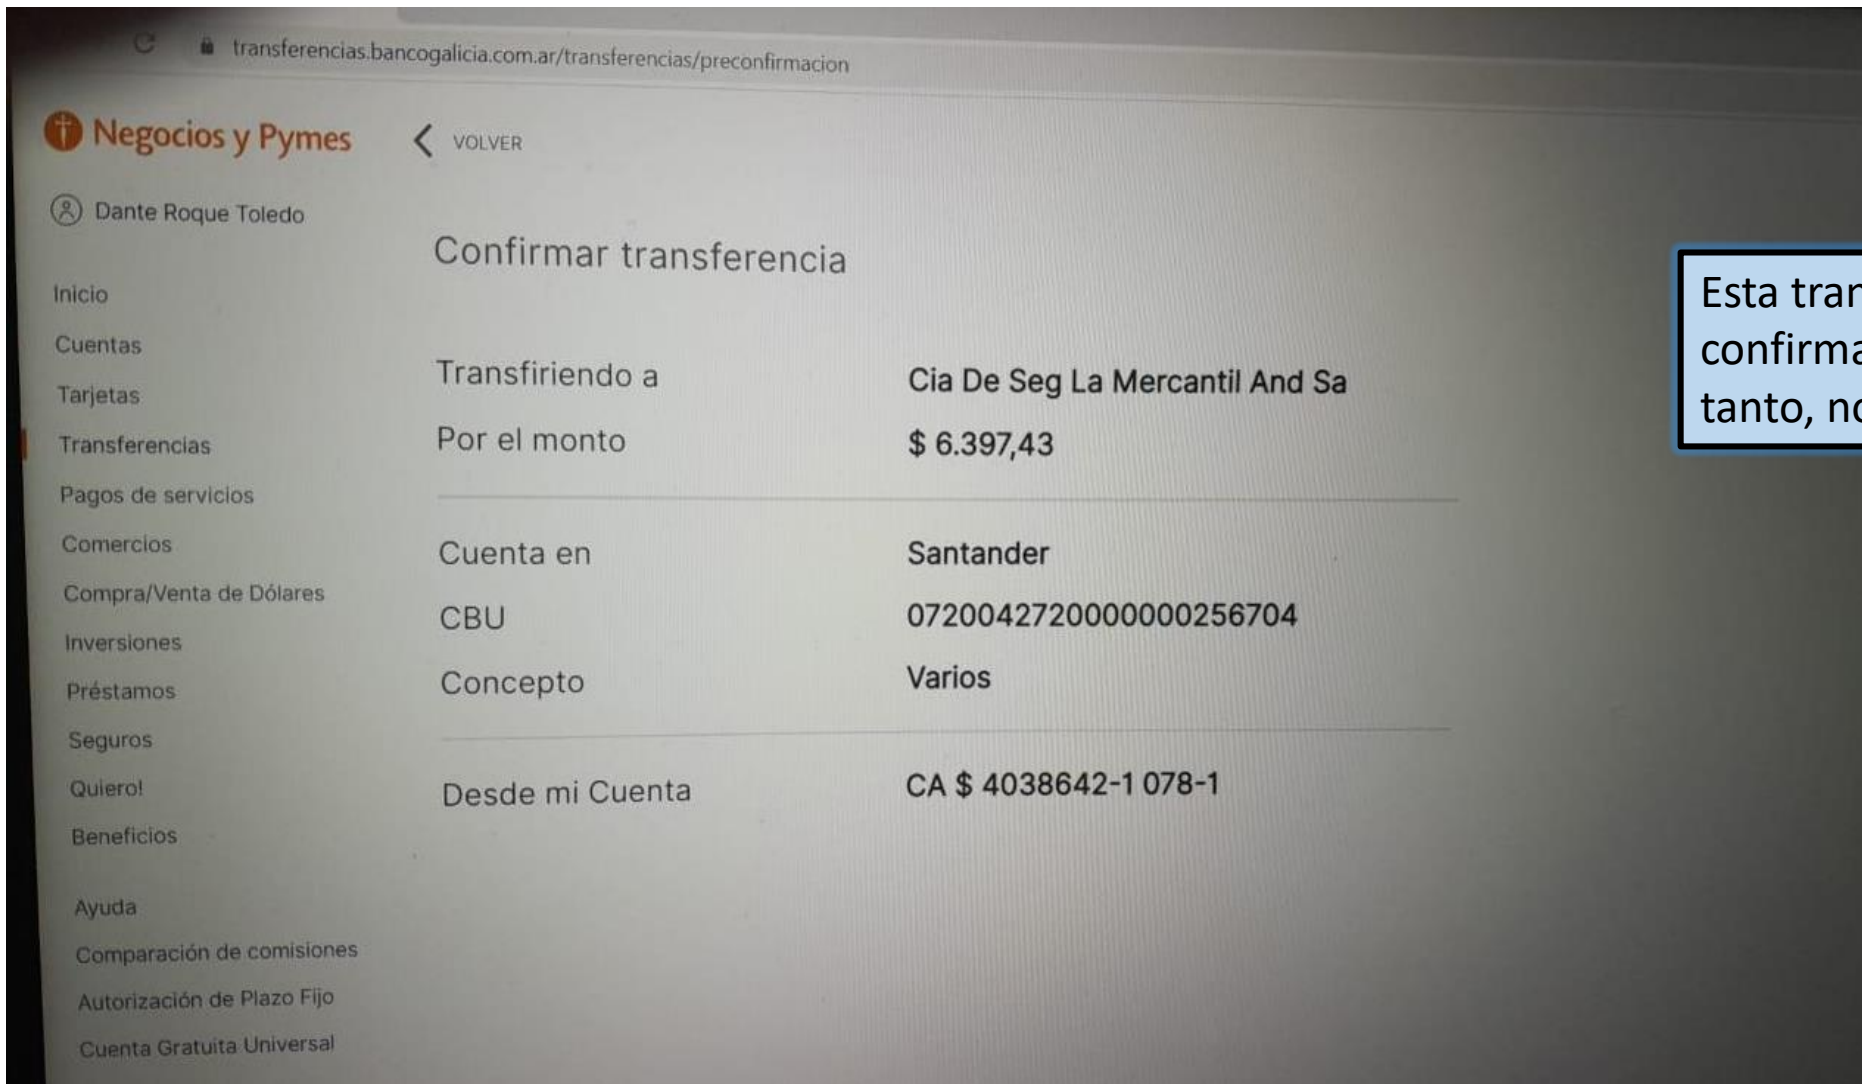 transferencias.bancogalicia.com.ar/transferencias/preconfirmacion
Negocios y Pymes
VOLVER
Dante Roque Toledo
Inicio
Cuentas
Tarjetas
Transferencias
Pagos de servicios
Comercios
Compra/Venta de Dólares
Inversiones
Préstamos
Seguros
Quiero!
Beneficios
Ayuda
Comparación de comisiones
Autorización de Plazo Fijo
Cuenta Gratuita Universal
Confirmar transferencia
Transfiriendo a Cia De Seg La Mercantil And Sa
Por el monto $ 6.397,43
Cuenta en Santander
CBU 0720042720000000256704
Concepto Varios
Desde mi Cuenta CA $ 4038642-1 078-1
Esta
tanto,